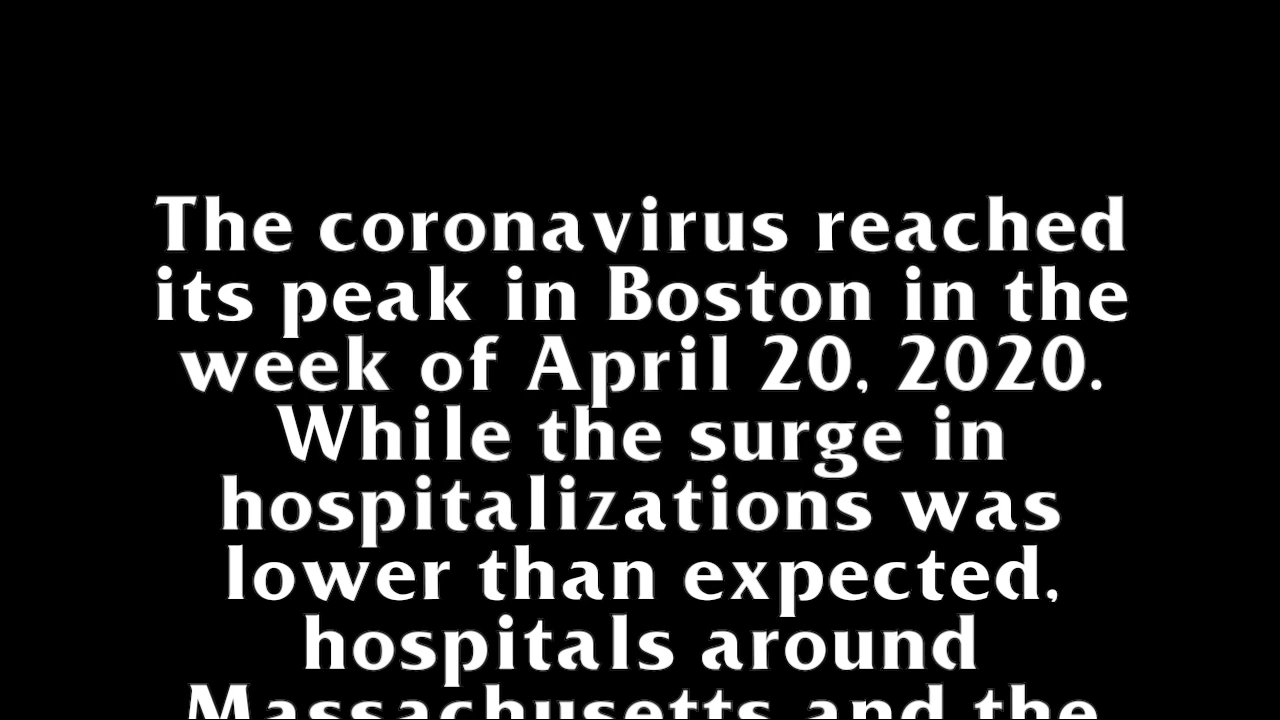 The coronavirus reached
its peak in Boston in the
week of April 20, 2020.
While the surge in
hospitalizations was
lower than expected,
hospitals around
Massachusetts and the